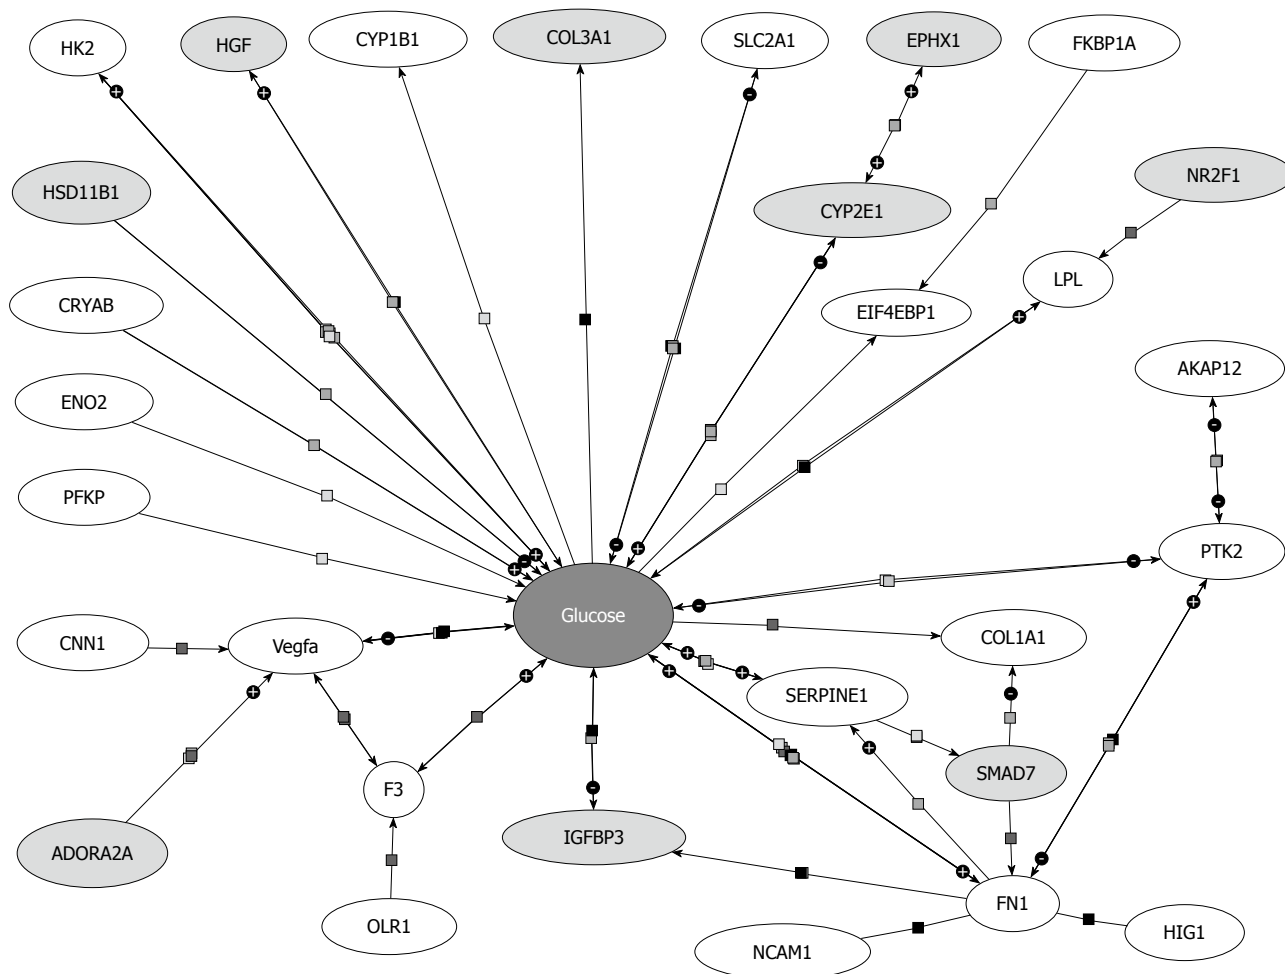 HK2
HGF
CYP1B1
COL3A1
SLC2A1
EPHX1
FKBP1A
HSD11B1
CYP2E1
NR2F1
CRYAB
EIF4EBP1
LPL
ENO2
AKAP12
PFKP
PTK2
Glucose
CNN1
Vegfa
COL1A1
SERPINE1
F3
SMAD7
ADORA2A
IGFBP3
OLR1
FN1
NCAM1
HIG1